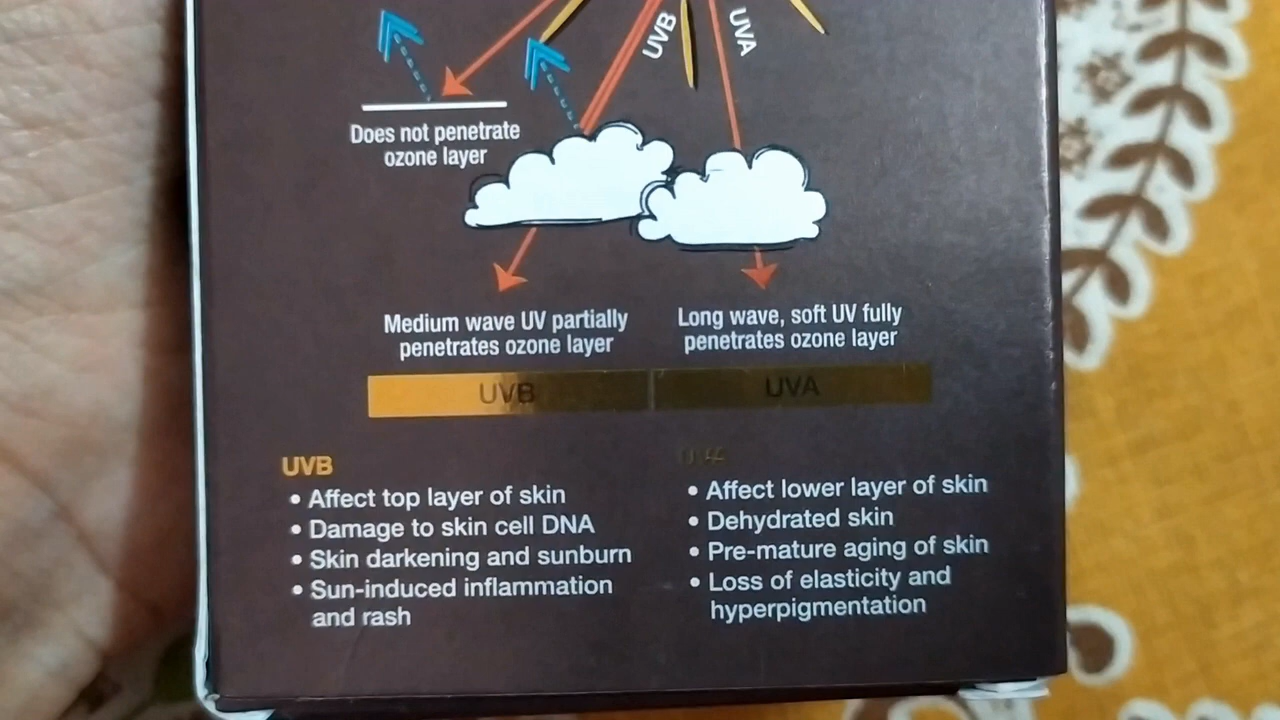 UVB
UVA
Does not penetrate
ozone layer
Medium wave UV partially
penetrates ozone layer
Long wave, soft UV fully
penetrates ozone layer
UVB
UVA
UVB
• Affect top layer of skin
• Damage to skin cell DNA
• Skin darkening and sunburn
• Sun-induced inflammation
and rash
UVA
• Affect lower layer of skin
• Dehydrated skin
• Pre-mature aging of skin
• Loss of elasticity and
hyperpigmentation